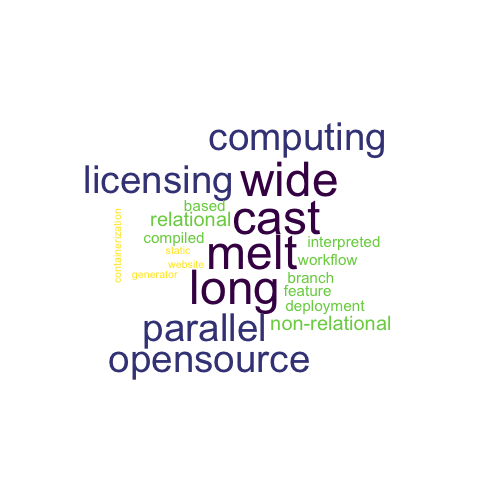 computing
licensing
wide
based
relational
cast
containerization
compiled
static
melt
interpreted
website
workflow
generator
long
branch
feature
deployment
parallel
non-relational
opensource